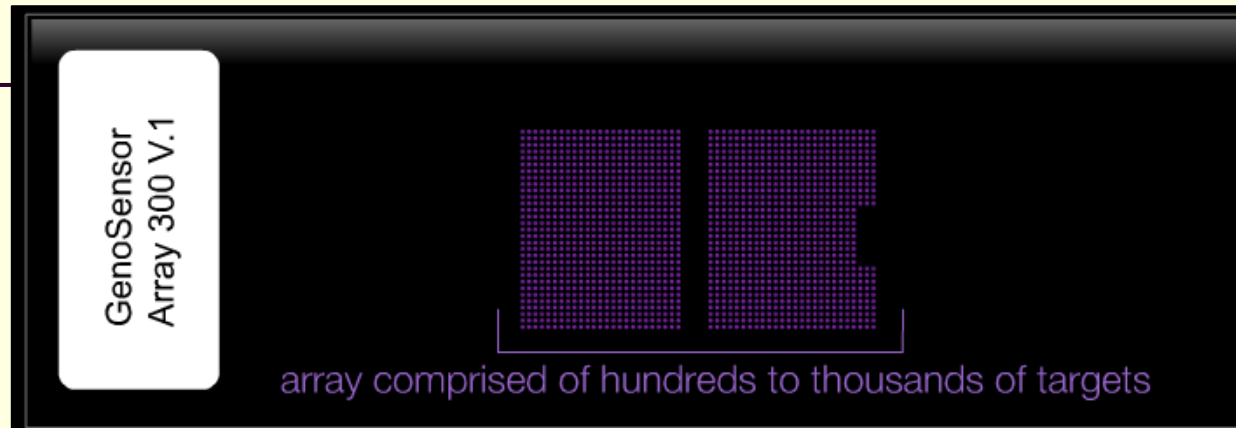 GenoSensor
Array 300 V.1
array comprised of hundreds to thousands of targets